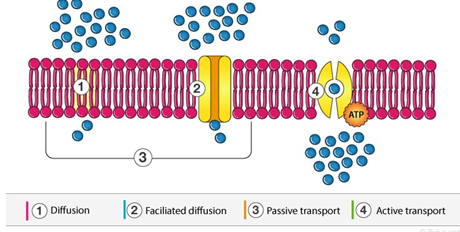 1
2
4
ATP
3
1 Diffusion 2 Faciliated diffusion 3 Passive transport 4 Active transport